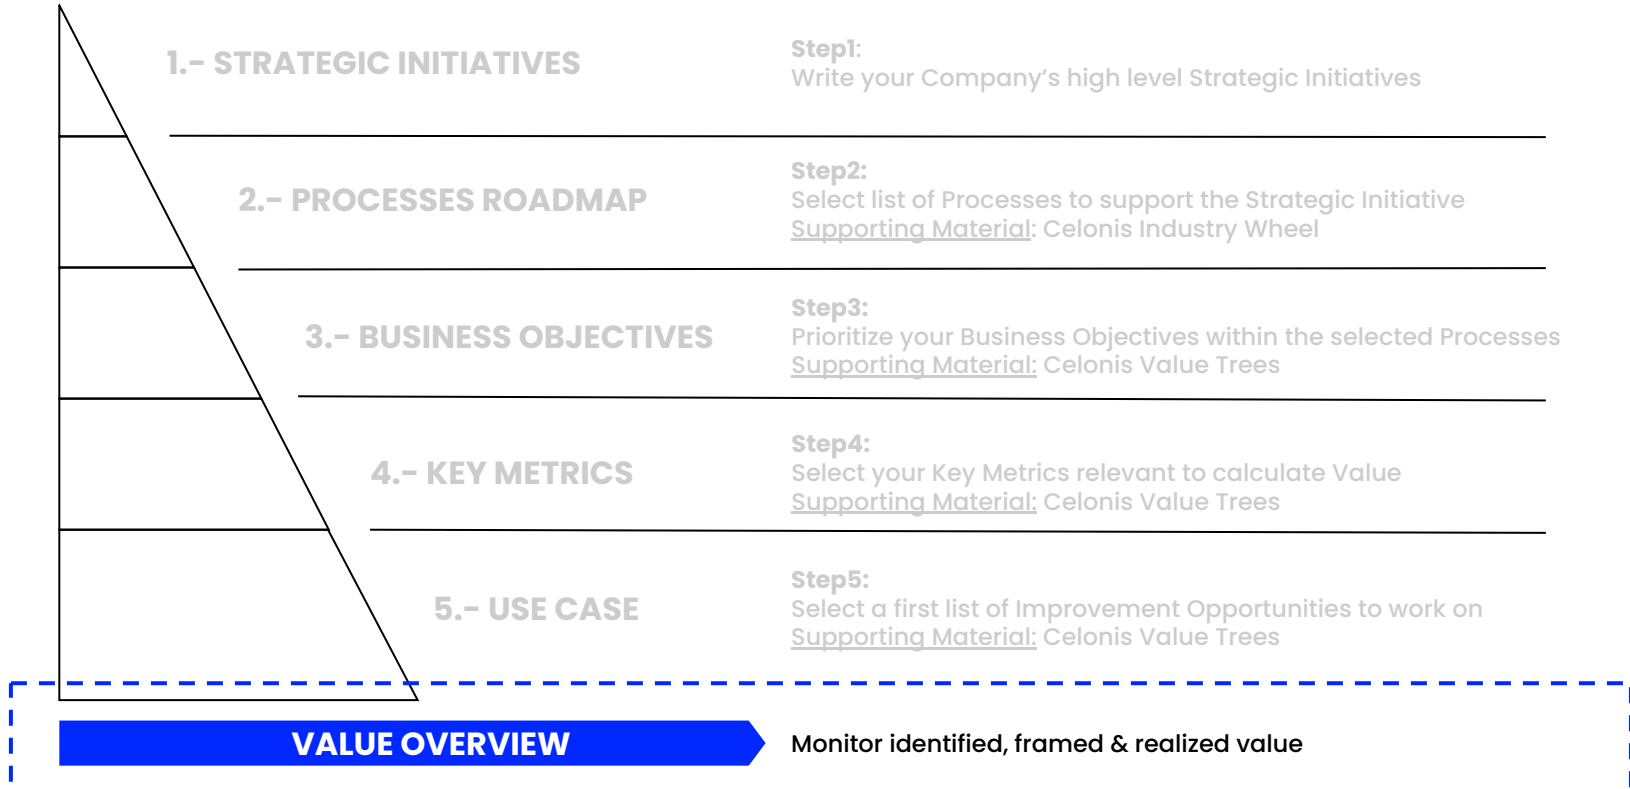 1.- STRATEGIC INITIATIVES
Step1:
Write your Company’s high level Strategic Initiatives
2.- PROCESSES ROADMAP
Step2:
Select list of Processes to support the Strategic Initiative
Supporting Material: Celonis Industry Wheel
3.- BUSINESS OBJECTIVES
Step3:
Prioritize your Business Objectives within the selected Processes
Supporting Material: Celonis Value Trees
4.- KEY METRICS
Step4:
Select your Key Metrics relevant to calculate Value
Supporting Material: Celonis Value Trees
5.- USE CASE
Step5:
Select a first list of Improvement Opportunities to work on
Supporting Material: Celonis Value Trees
VALUE OVERVIEW
Monitor identified, framed & realized value